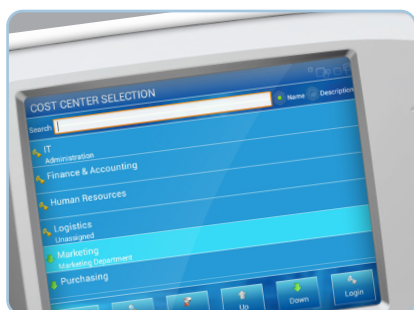 COST CENTER SELECTION
Search
Name Description
IT
Administration
Finance & Accounting
Human Resources
Logistics
Unassigned
Marketing
Marketing Department
Purchasing
Up Down Login